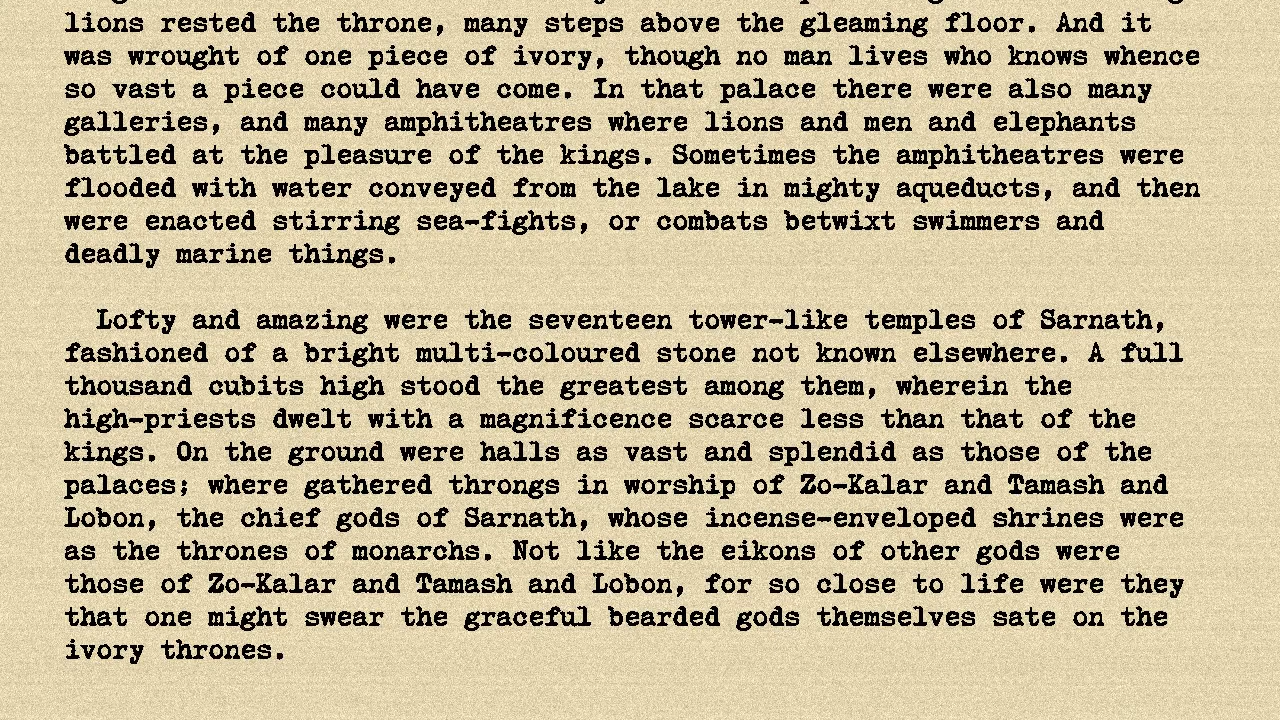 lions rested the throne, many steps above the gleaming floor. And it
was wrought of one piece of ivory, though no man lives who knows whence
so vast a piece could have come. In that palace there were also many
galleries, and many amphitheatres where lions and men and elephants
battled at the pleasure of the kings. Sometimes the amphitheatres were
flooded with water conveyed from the lake in mighty aqueducts, and then
were enacted stirring sea-fights, or combats betwixt swimmers and
deadly marine things.

Lofty and amazing were the seventeen tower-like temples of Sarnath,
fashioned of a bright multi-coloured stone not known elsewhere. A full
thousand cubits high stood the greatest among them, wherein the
high-priests dwelt with a magnificence scarce less than that of the
kings. On the ground were halls as vast and splendid as those of the
palaces; where gathered throngs in worship of Zo-Kalar and Tamash and
Lobon, the chief gods of Sarnath, whose incense-enveloped shrines were
as the thrones of monarchs. Not like the eikons of other gods were
those of Zo-Kalar and Tamash and Lobon, for so close to life were they
that one might swear the graceful bearded gods themselves sate on the
ivory thrones.